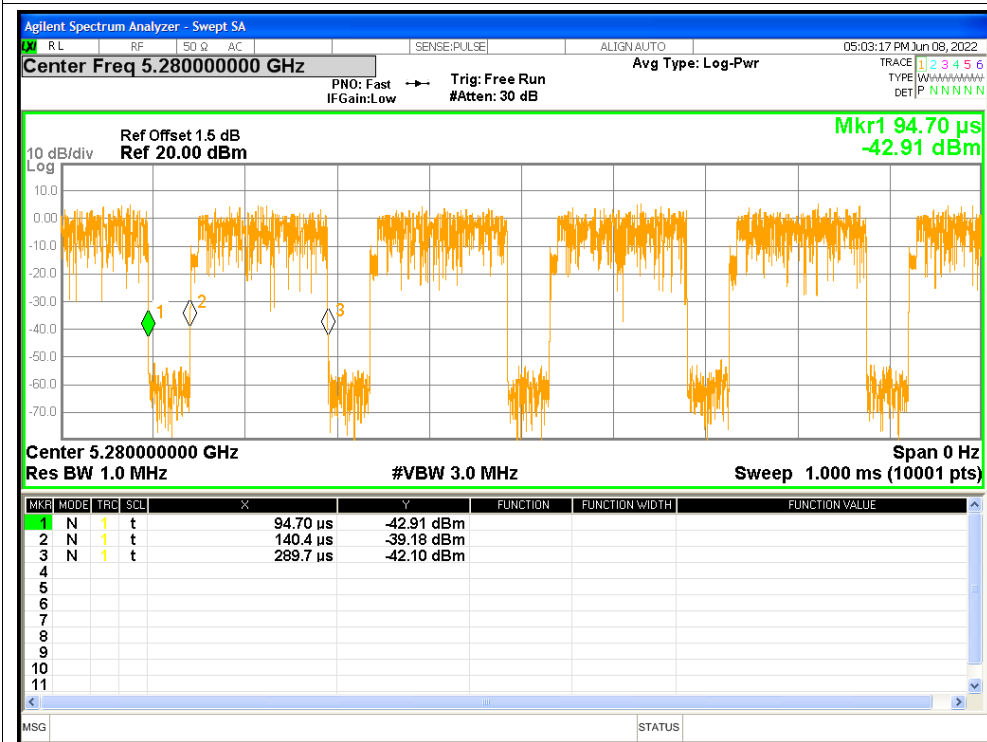 Agilent Spectrum Analyzer - Swept SA
LXI RL RF 50 Ω AC SENSE:PULSE ALIGN AUTO 05:03:17 PM Jun 08, 2022
Center Freq 5.280000000 GHz Avg Type: Log-Pwr TRACE 1 2 3 4 5 6
PNO: Fast Trig: Free Run TYPE
IFGain:Low #Atten: 30 dB DET P N N N N N
Mkr1 94.70 µs
Ref Offset 1.5 dB
10 dB/div Ref 20.00 dBm -42.91 dBm
Log
10.0
0.00
-10.0
-20.0
-30.0
1 2 3
-40.0
-50.0
-60.0
-70.0
Center 5.280000000 GHz Span 0 Hz
Res BW 1.0 MHz #VBW 3.0 MHz Sweep 1.000 ms (10001 pts)
MKR MODE TRC SCL X Y FUNCTION FUNCTION WIDTH FUNCTION VALUE
1 N 1 t 94.70 µs -42.91 dBm
2 N 1 t 140.4 µs -39.18 dBm
3 N 1 t 289.7 µs -42.10 dBm
4
5
6
7
8
9
10
11
MSG STATUS